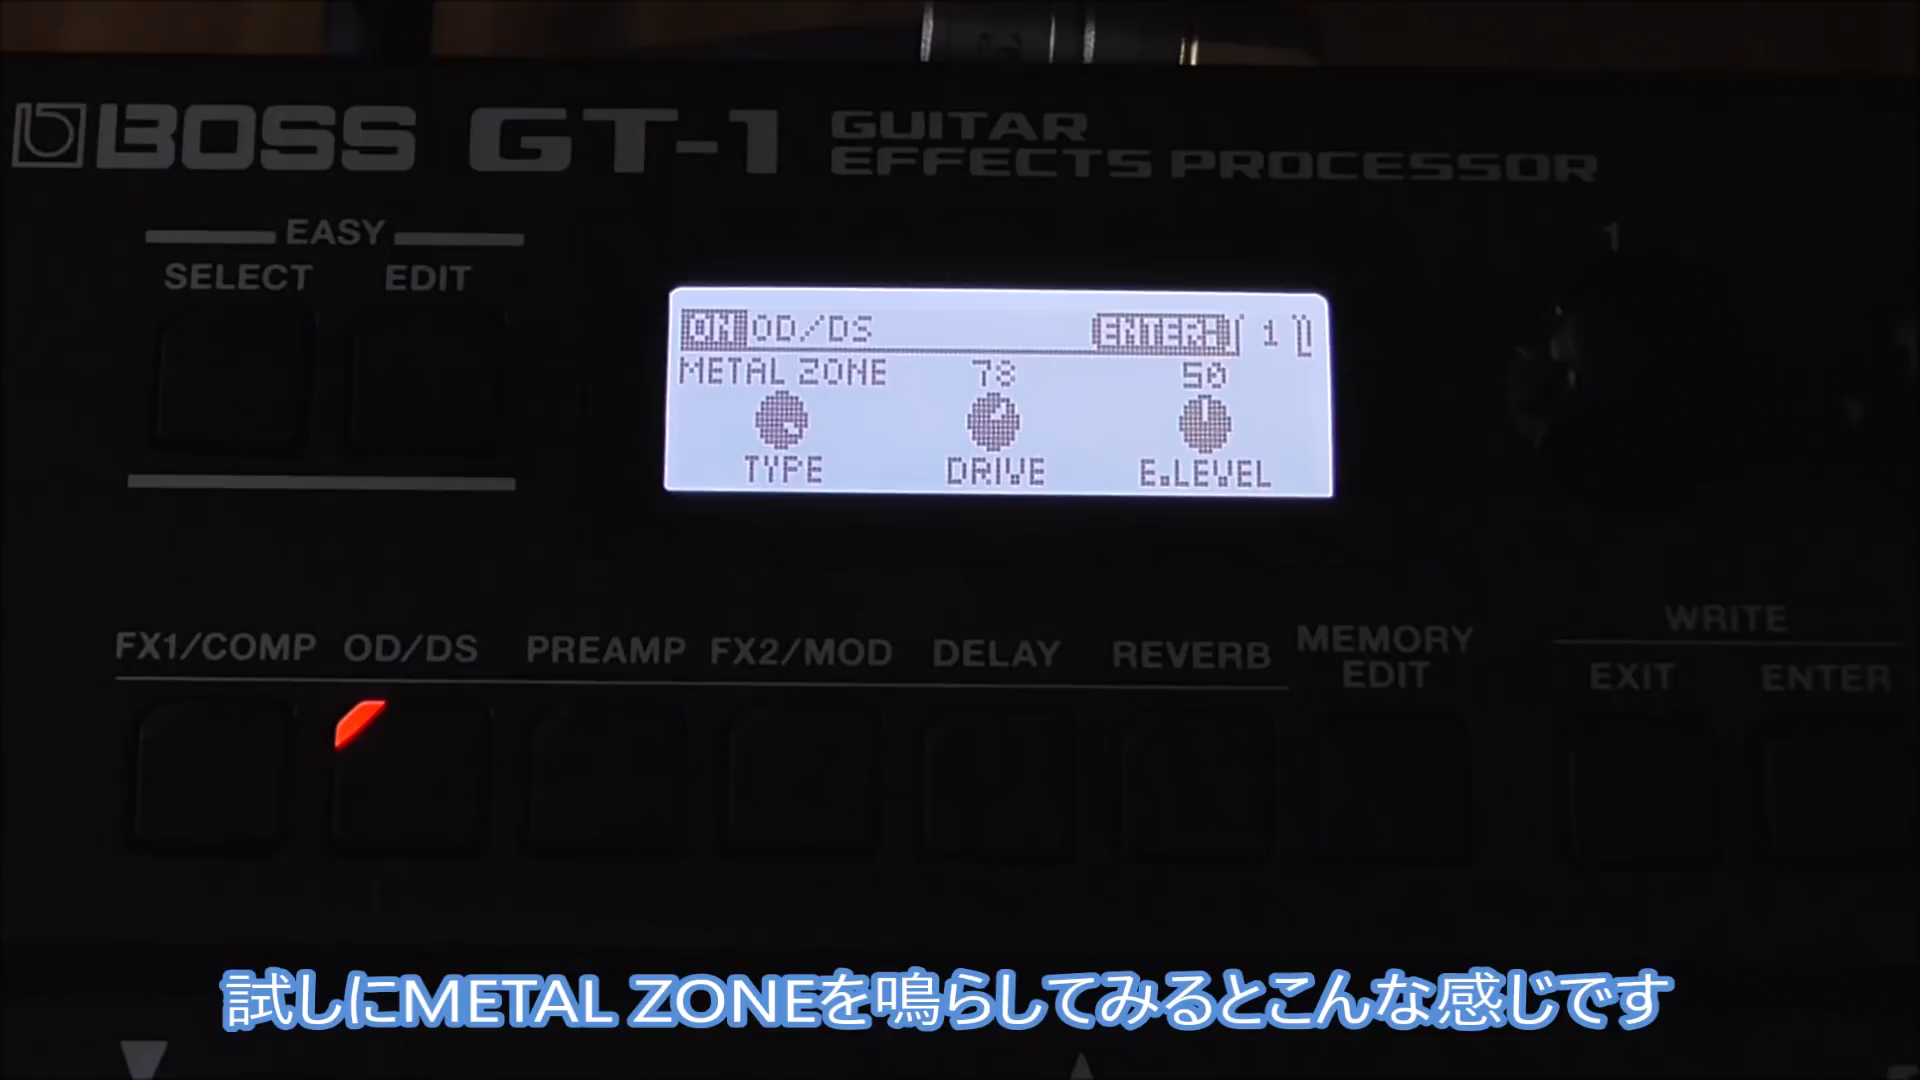 BOSS GT-1 GUITAR
EFFECTS PROCESSOR
EASY
SELECT EDIT
1
ON OD/DS ENTER 1
METAL ZONE 78 50
TYPE DRIVE E.LEVEL
FX1/COMP OD/DS PREAMP FX2/MOD DELAY REVERB MEMORY
EDIT
WRITE
EXIT ENTER
試しにMETAL ZONEを鳴らしてみるとこんな感じです